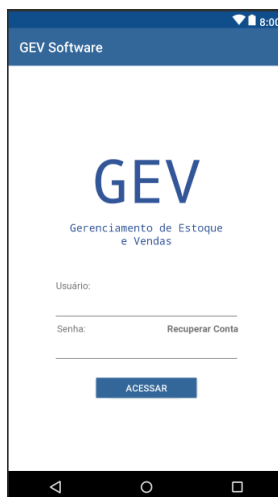 8:00
GEV Software
GEV
Gerenciamento de Estoque
e Vendas
Usuário:
Senha: Recuperar Conta
ACESSAR